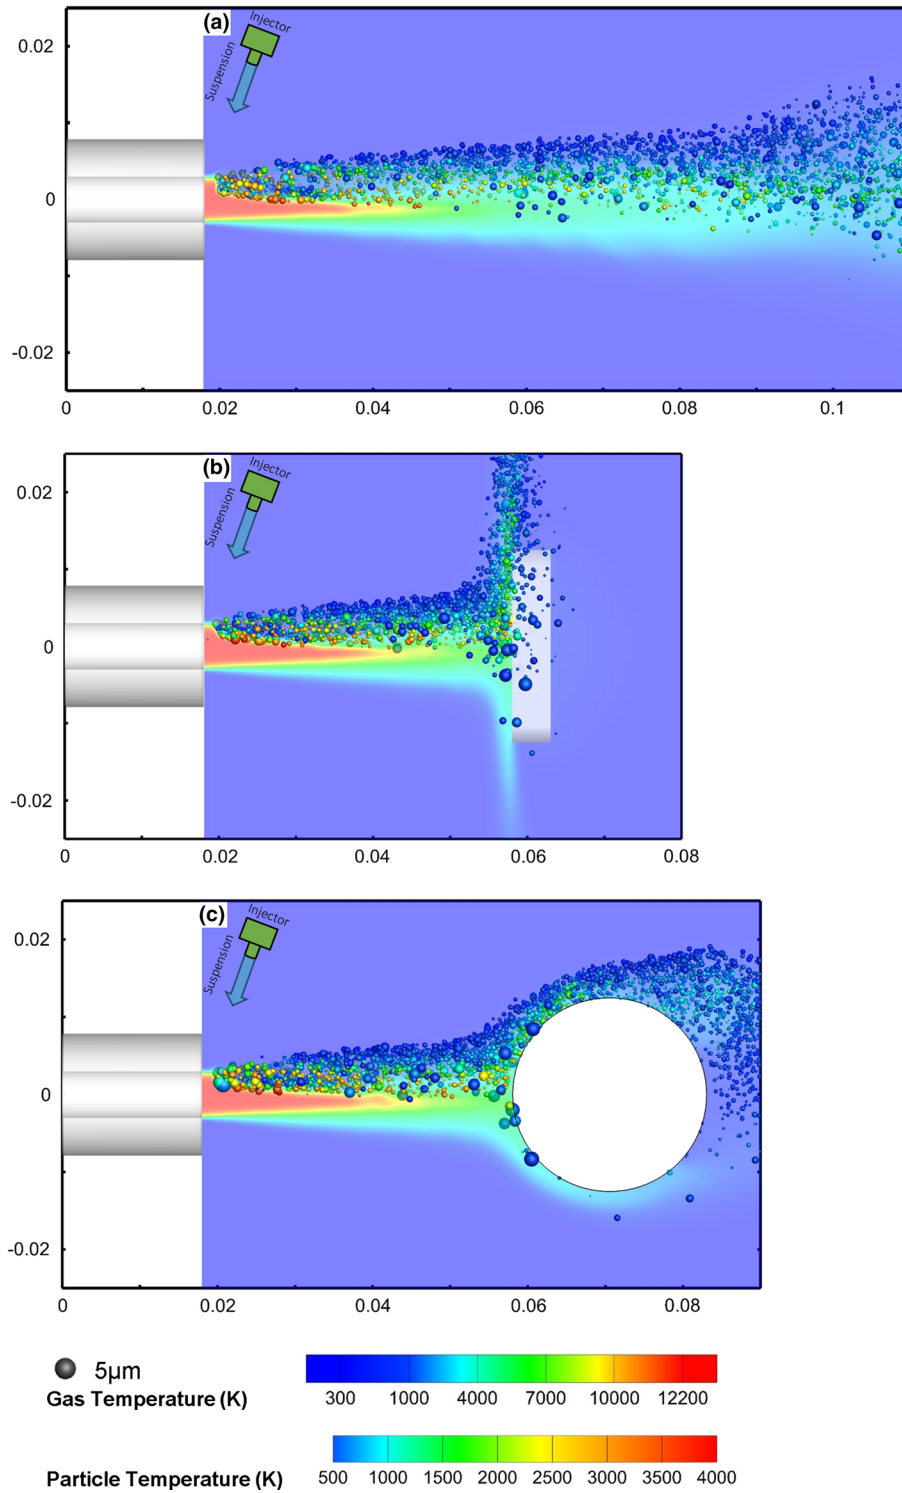 (a)
Injector
Suspension
0.02
0
-0.02
0 0.02 0.04 0.06 0.08 0.1
(b)
Injector
Suspension
0.02
0
-0.02
0 0.02 0.04 0.06 0.08
(c)
Injector
Suspension
0.02
0
-0.02
0 0.02 0.04 0.06 0.08
5µm
Gas Temperature (K)
300 1000 4000 7000 10000 12200
Particle Temperature (K)
500 1000 1500 2000 2500 3000 3500 4000